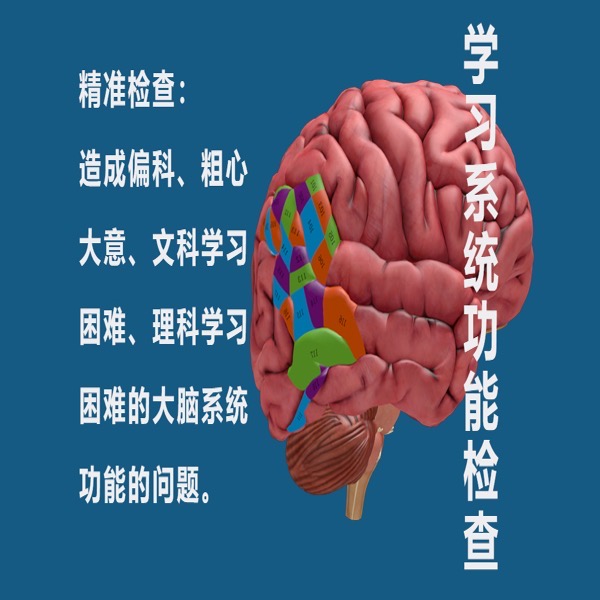 精准检查：
造成偏科、粗心
大意、文科学习
困难、理科学习
困难的大脑系统
功能的问题。
学习系统功能检查